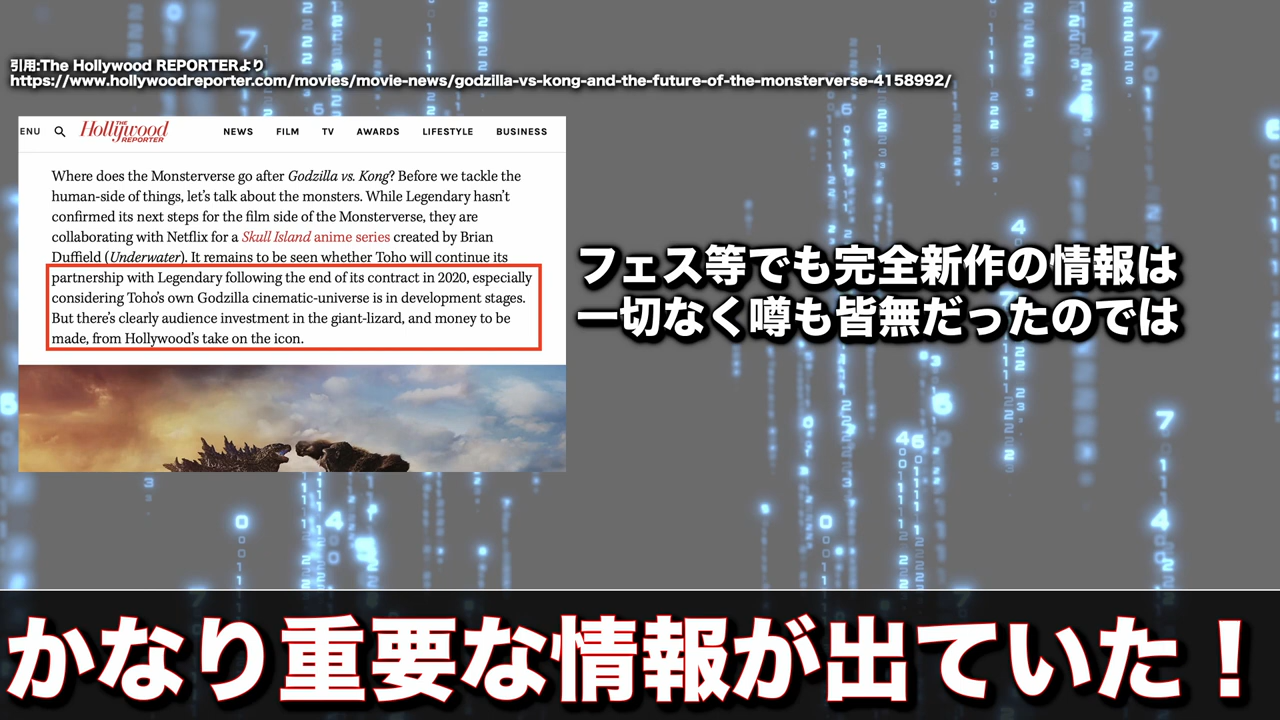 引用:The Hollywood REPORTERより
https://www.hollywoodreporter.com/movies/movie-news/godzilla-vs-kong-and-the-future-of-the-monsterverse-4158992/
ENU
THE Hollywood REPORTER
NEWS FILM TV AWARDS LIFESTYLE BUSINESS
Where does the Monsterverse go after Godzilla vs. Kong? Before we tackle the
human-side of things, let's talk about the monsters. While Legendary hasn't
confirmed its next steps for the film side of the Monsterverse, they are
collaborating with Netflix for a Skull Island anime series created by Brian
Duffield (Underwater). It remains to be seen whether Toho will continue its
partnership with Legendary following the end of its contract in 2020, especially
considering Toho's own Godzilla cinematic-universe is in development stages.
But there's clearly audience investment in the giant-lizard, and money to be
made, from Hollywood's take on the icon.
フェス等でも完全新作の情報は
一切なく噂も皆無だったのでは
かなり重要な情報が出ていた！